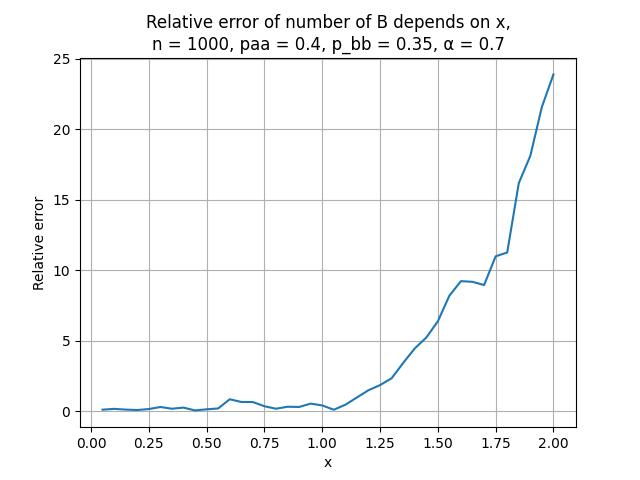 Relative error of number of B depends on x,
n = 1000, paa = 0.4, p_bb = 0.35, α = 0.7
25
20
15
10
5
0
Relative error
0.00 0.25 0.50 0.75 1.00 1.25 1.50 1.75 2.00
x